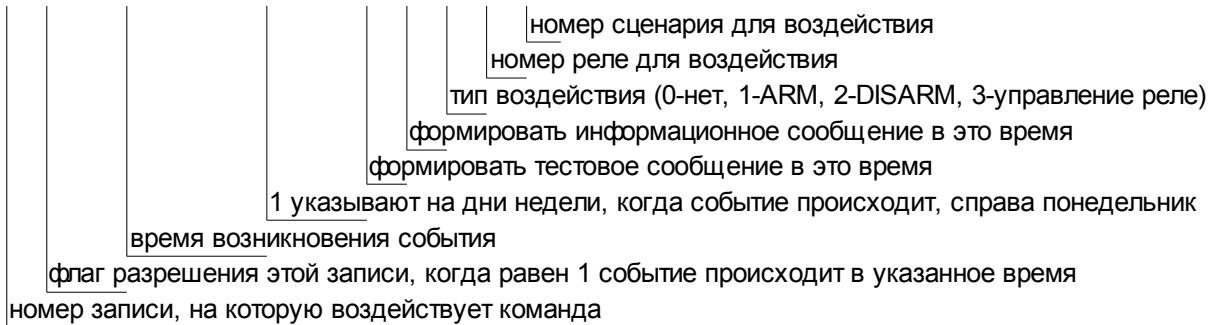 номер сценария для воздействия
номер реле для воздействия
тип воздействия (0-нет, 1-ARM, 2-DISARM, 3-управление реле)
формировать информационное сообщение в это время
формировать тестовое сообщение в это время
1 указывают на дни недели, когда событие происходит, справа понедельник
время возникновения события
флаг разрешения этой записи, когда равен 1 событие происходит в указанное время
номер записи, на которую воздействует команда